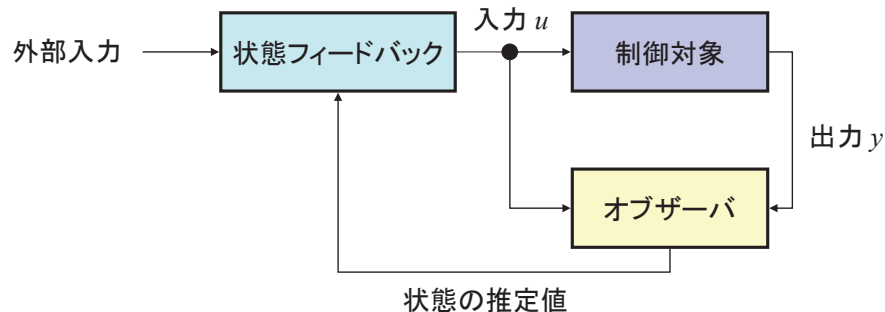 入力 u
外部入力
状態フィードバック
制御対象
出力 y
オブザーバ
状態の推定値